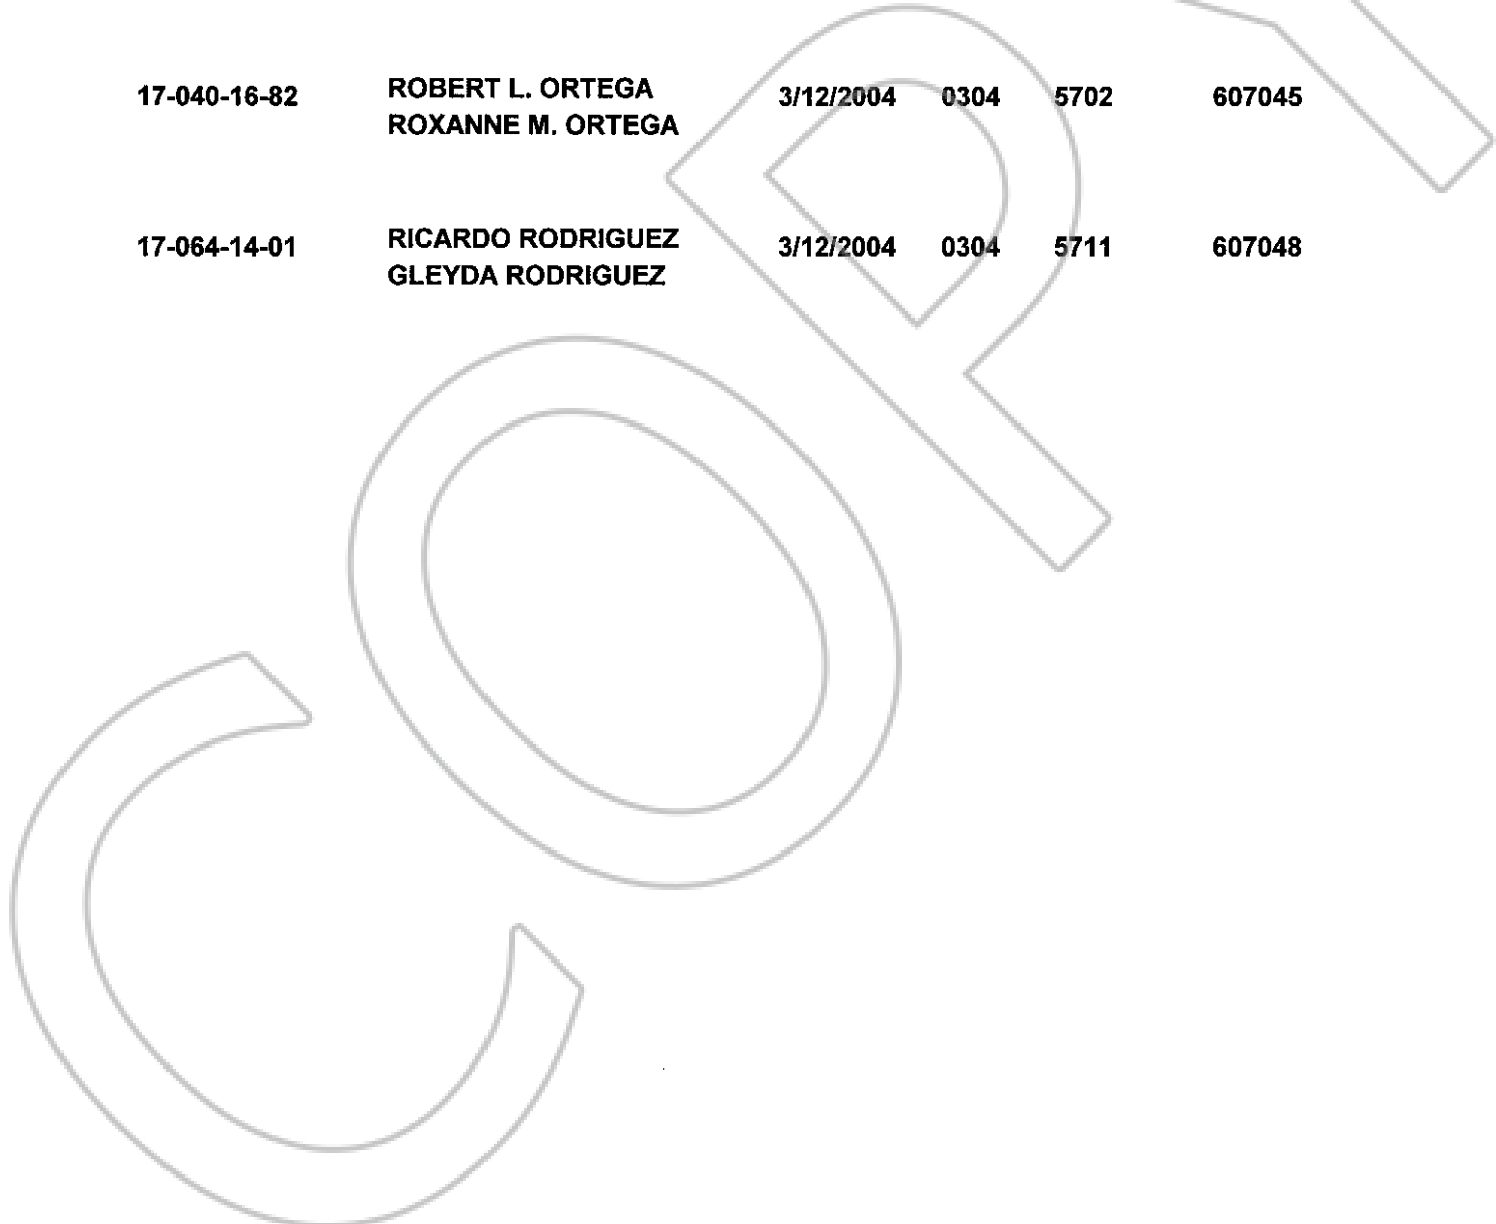 17-040-16-82 ROBERT L. ORTEGA 3/12/2004 0304 5702 607045
ROXANNE M. ORTEGA
17-064-14-01 RICARDO RODRIGUEZ 3/12/2004 0304 5711 607048
GLEYDA RODRIGUEZ
COPY